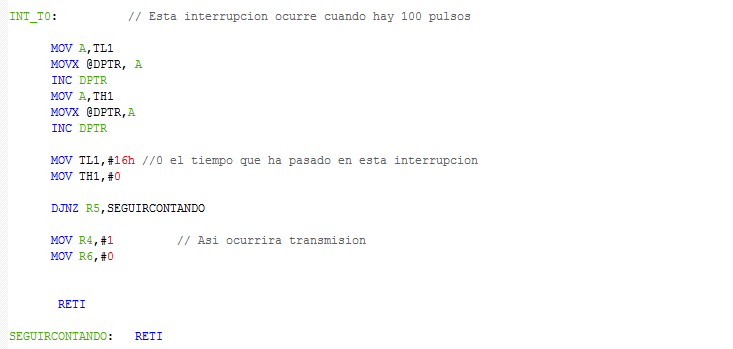 INT_T0: // Esta interrupcion ocurre cuando hay 100 pulsos
MOV A,TL1
MOVX @DPTR, A
INC DPTR
MOV A,TH1
MOVX @DPTR,A
INC DPTR
MOV TL1,#16h //0 el tiempo que ha pasado en esta interrupcion
MOV TH1,#0
DJNZ R5,SEGUIRCONTANDO
MOV R4,#1 // Asi ocurrira transmision
MOV R6,#0
RETI
SEGUIRCONTANDO: RETI